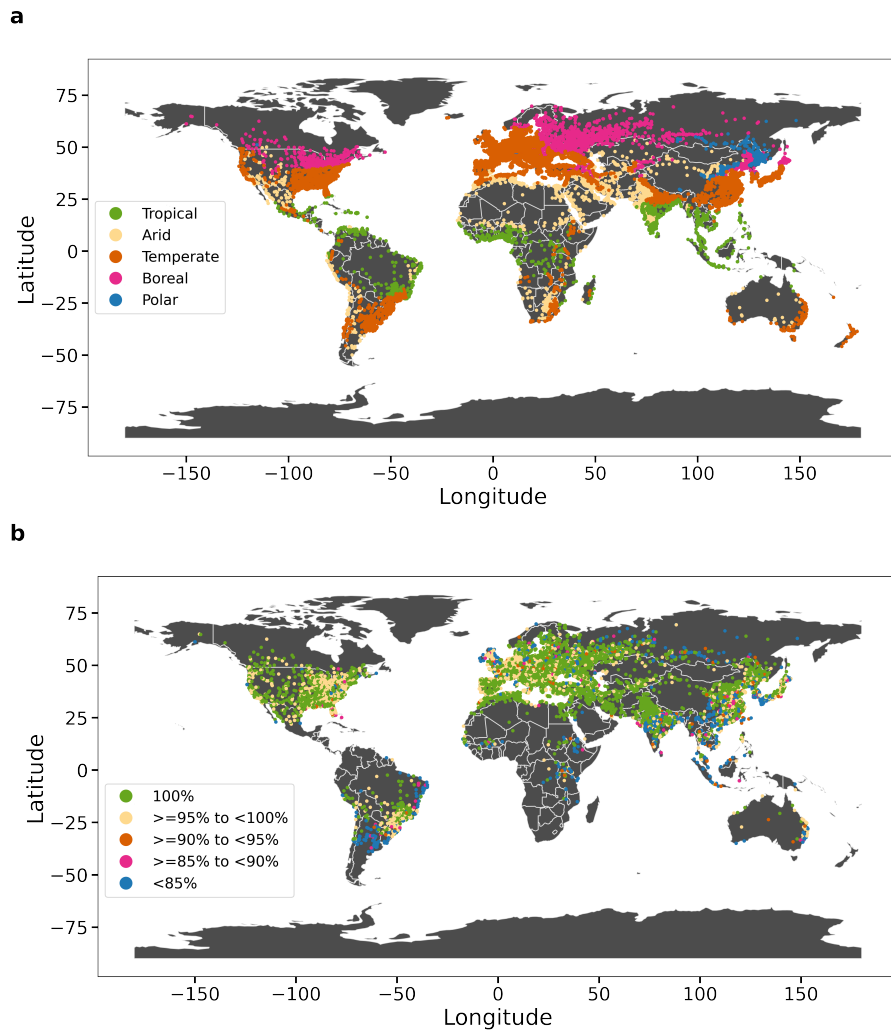 a
75
50
25
0
−25
−50
−75
Latitude
Tropical
Arid
Temperate
Boreal
Polar
−150 −100 −50 0 50 100 150
Longitude
b
75
50
25
0
−25
−50
−75
Latitude
100%
>=95% to <100%
>=90% to <95%
>=85% to <90%
<85%
−150 −100 −50 0 50 100 150
Longitude